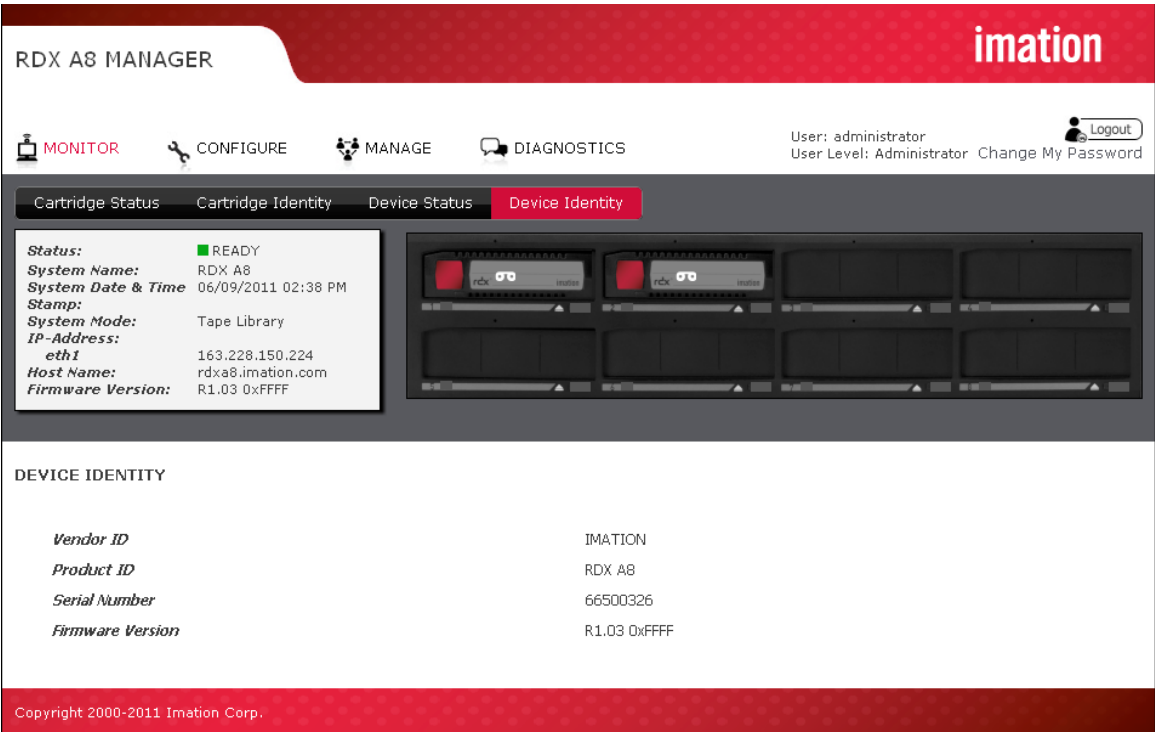 RDX A8 MANAGER
imation
MONITOR CONFIGURE MANAGE DIAGNOSTICS
User: administrator
User Level: Administrator
Logout
Change My Password
Cartridge Status Cartridge Identity Device Status Device Identity
Status: READY
System Name: RDX A8
System Date & Time 06/09/2011 02:38 PM
Stamp:
System Mode: Tape Library
IP-Address:
eth1 163.228.150.224
Host Name: rdxa8.imation.com
Firmware Version: R1.03 0xFFFF
rdx imation rdx imation
DEVICE IDENTITY
Vendor ID IMATION
Product ID RDX A8
Serial Number 66500326
Firmware Version R1.03 0xFFFF
Copyright 2000-2011 Imation Corp.